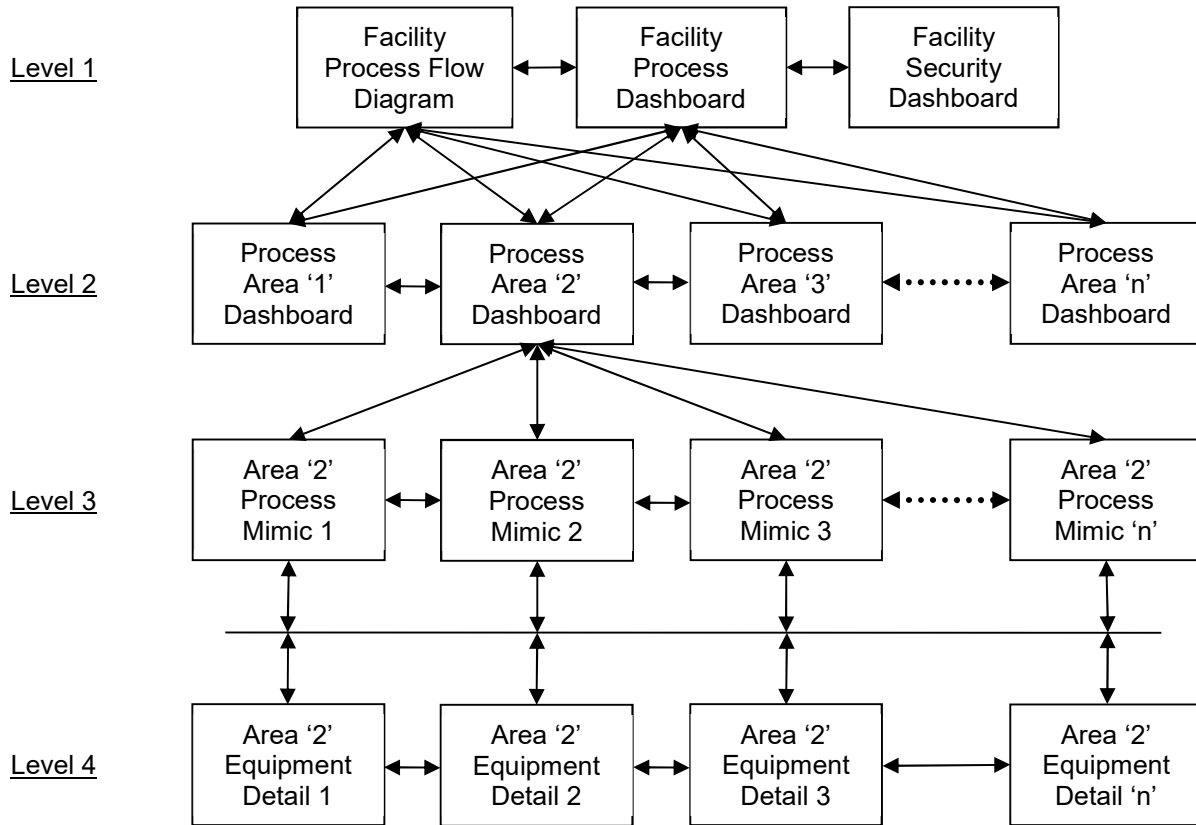 Level 1
Facility
Process Flow
Diagram
Facility
Process
Dashboard
Facility
Security
Dashboard
Level 2
Process
Area ‘1’
Dashboard
Process
Area ‘2’
Dashboard
Process
Area ‘3’
Dashboard
Process
Area ‘n’
Dashboard
Level 3
Area ‘2’
Process
Mimic 1
Area ‘2’
Process
Mimic 2
Area ‘2’
Process
Mimic 3
Area ‘2’
Process
Mimic ‘n’
Level 4
Area ‘2’
Equipment
Detail 1
Area ‘2’
Equipment
Detail 2
Area ‘2’
Equipment
Detail 3
Area ‘2’
Equipment
Detail ‘n’